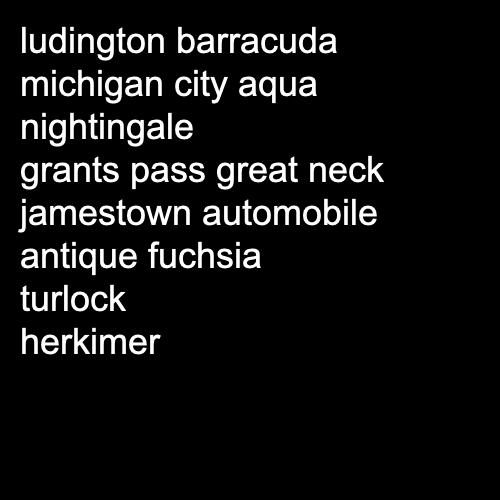 ludington barracuda
michigan city aqua
nightingale
grants pass great neck
jamestown automobile
antique fuchsia
turlock
herkimer